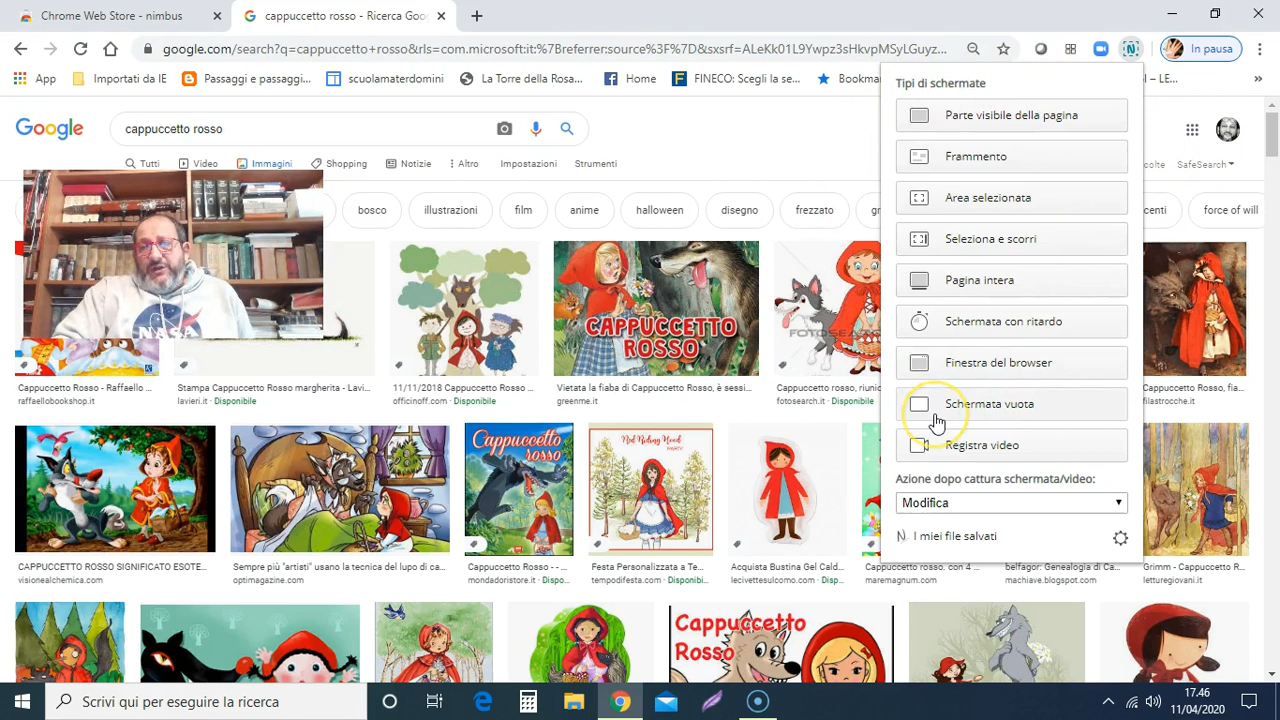 Chrome Web Store - nimbus
cappuccetto rosso - Ricerca Goo
google.com/search?q=cappuccetto+rosso&rls=com.microsoft:it:%7Breferrer:source%3F%7D&sxsrf=ALeKk01L9Ywpz3sHkvpMSyLGuyz...
In pausa
App
Importati da IE
Passaggi e passaggi...
scuolamaterdomini
La Torre della Rosa...
Home
FINECO: Scegli la se...
Bookma
LE...
Google
cappuccetto rosso
Tutti
Video
Immagini
Shopping
Notizie
Altro
Impostazioni
Strumenti
SafeSearch
bosco
illustrazioni
film
anime
halloween
disegno
frezzato
force of will
Tipi di schermate
Parte visibile della pagina
Frammento
Area selezionata
Seleziona e scorri
Pagina intera
Schermata con ritardo
Finestra del browser
Schermata vuota
Registra video
Azione dopo cattura schermata/video:
Modifica
I miei file salvati
NASA
CAPPUCCETTO
ROSSO
Cappuccetto Rosso - Raffaello
raffaellobookshop.it
Stampa Cappuccetto Rosso margherita - Lavi...
lavieri.it • Disponibile
11/11/2018 Cappuccetto Rosso ...
officinoff.com • Disponibile
Vietata la fiaba di Cappuccetto Rosso, è sessi...
greenme.it
Cappuccetto rosso, riunic
fotosearch.it • Disponibile
Cappuccetto Rosso, fia...
filastrocche.it
Cappuccetto
rosso
Red Riding Hood
CAPPUCCETTO ROSSO SIGNIFICATO ESOTE...
visionealchemica.com
Sempre più "artisti" usano la tecnica del lupo di ca...
optimagazine.com
Cappuccetto Rosso - - ...
mondadoristore.it • Dispo...
Festa Personalizzata a Te...
tempodifesta.com • Disponibi...
Acquista Bustina Gel Cald...
lecivettesulcomo.com • Disp...
Cappuccetto rosso. con 4 ...
maremagnum.com
belfagor: Genealogia di Ca...
machiave.blogspot.com
Grimm - Cappuccetto R...
letturegiovani.it
Cappuccetto
Rosso
Scrivi qui per eseguire la ricerca
17.46
11/04/2020